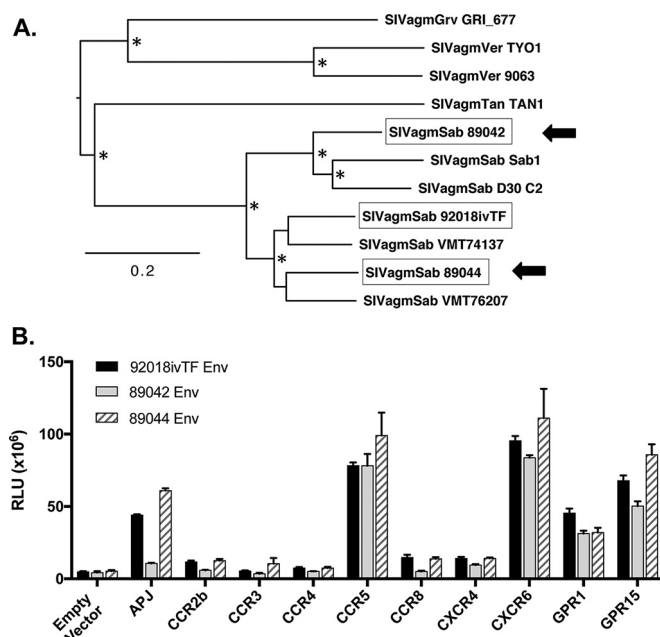 A.
SIVagmGrv GRI_677
SIVagmVer TYO1
SIVagmVer 9063
SIVagmTan TAN1
SIVagmSab 89042
SIVagmSab Sab1
SIVagmSab D30 C2
SIVagmSab 92018ivTF
SIVagmSab VMT74137
SIVagmSab 89044
SIVagmSab VMT76207
*
*
*
*
*
*
*
0.2
B.
150
100
50
0
RLU (x10⁶)
92018ivTF Env
89042 Env
89044 Env
Empty Vector
APJ
CCR2b
CCR3
CCR4
CCR5
CCR8
CXCR4
CXCR6
GPR1
GPR15